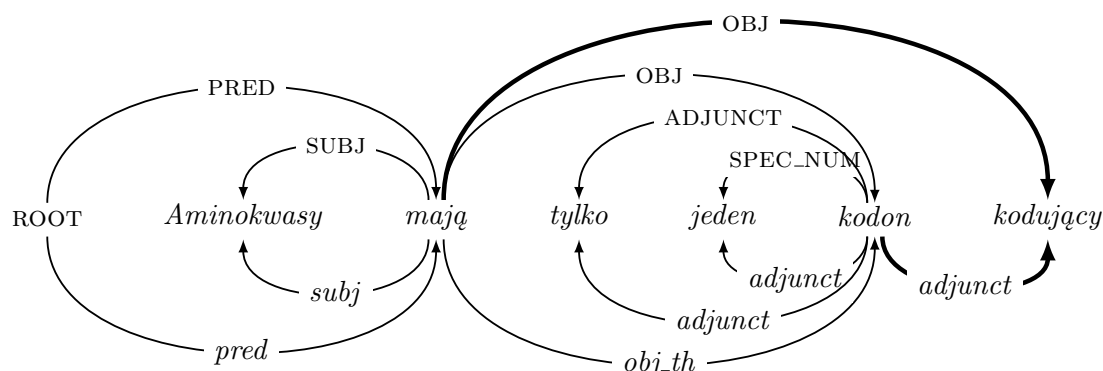 OBJ
PRED OBJ
SUBJ ADJUNCT
SPEC_NUM
ROOT Aminokwasy mają tylko jeden kodon kodujący
subj adjunct adjunct
pred adjunct
obj_th